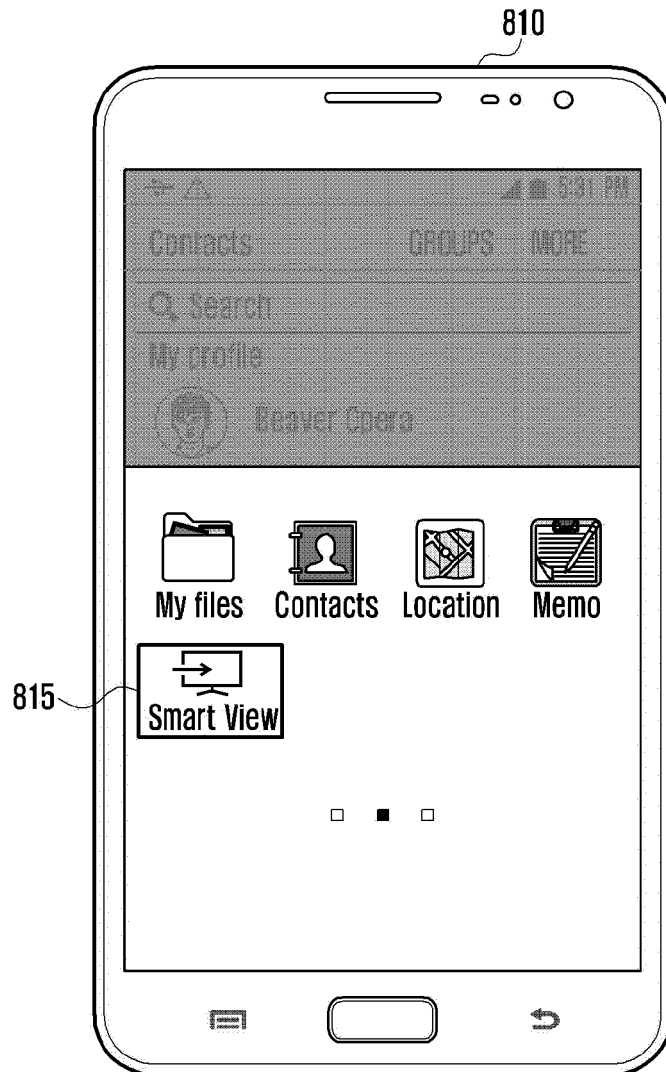 810
5:31 PM
Contacts GROUPS MORE
Search
My profile
Beaver Opera
My files Contacts Location Memo
815
Smart View